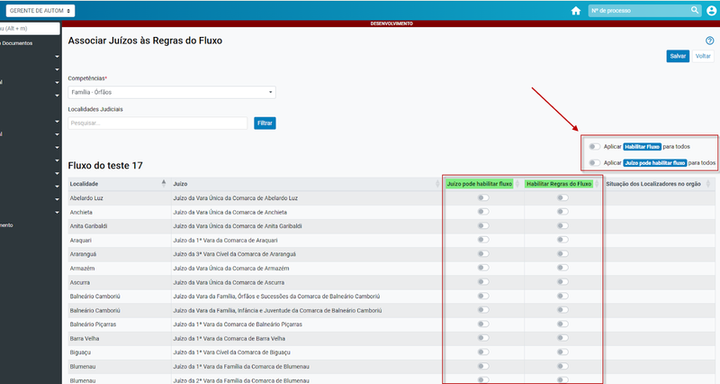 GERENTE DE AUTOM
Nº de processo
DESENVOLVIMENTO
u (Alt + m)
Documentos
Associar Juízos às Regras do Fluxo
Salvar
Voltar
Competências*
Família - Órfãos
Localidades Judiciais
Pesquisar...
Filtrar
Aplicar Habilitar Fluxo para todos
Aplicar Juízo pode habilitar fluxo para todos
Fluxo do teste 17
Localidade Juízo Juízo pode habilitar fluxo Habilitar Regras do Fluxo Situação dos Localizadores no orgão
Abelardo Luz Juízo da Vara Única da Comarca de Abelardo Luz
Anchieta Juízo da Vara Única da Comarca de Anchieta
Anita Garibaldi Juízo da Vara Única da Comarca de Anita Garibaldi
Araquari Juízo da 1ª Vara da Comarca de Araquari
Araranguá Juízo da 3ª Vara Cível da Comarca de Araranguá
Armazém Juízo da Vara Única da Comarca de Armazém
Ascurra Juízo da Vara Única da Comarca de Ascurra
Balneário Camboriú Juízo da Vara da Família, Órfãos e Sucessões da Comarca de Balneário Camboriú
Balneário Camboriú Juízo da Vara da Família, Infância e Juventude da Comarca de Balneário Camboriú
Balneário Piçarras Juízo da 1ª Vara da Comarca de Balneário Piçarras
Barra Velha Juízo da 1ª Vara da Comarca de Barra Velha
Biguaçu Juízo da 1ª Vara Cível da Comarca de Biguaçu
Blumenau Juízo da 1ª Vara da Família da Comarca de Blumenau
Blumenau Juízo da 2ª Vara da Família da Comarca de Blumenau